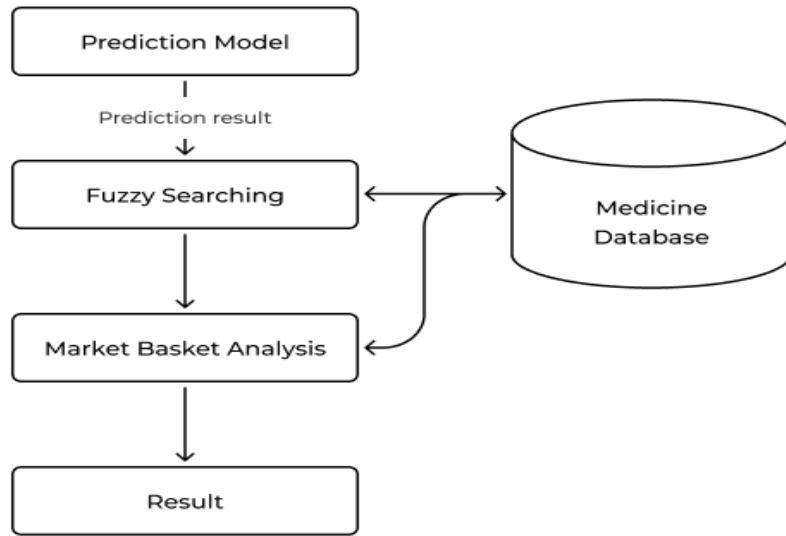 Prediction Model
Prediction result
Fuzzy Searching
Medicine
Database
Market Basket Analysis
Result